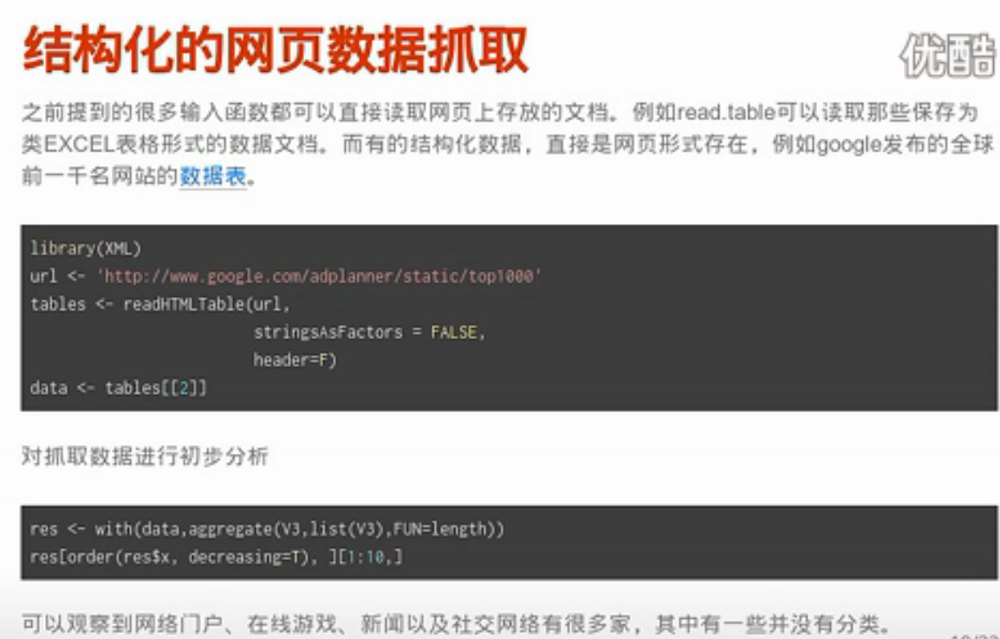 结构化的网页数据抓取
优酷
之前提到的很多输入函数都可以直接读取网页上存放的文档。例如read.table可以读取那些保存为
类EXCEL表格形式的数据文档。而有的结构化数据，直接是网页形式存在，例如google发布的全球
前一千名网站的数据表。
library(XML)
url <- 'http://www.google.com/adplanner/static/top1000'
tables <- readHTMLTable(url,
stringsAsFactors = FALSE,
header=F)
data <- tables[[2]]
对抓取数据进行初步分析
res <- with(data,aggregate(V3,list(V3),FUN=length))
res[order(res$x, decreasing=T), ][1:10,]
可以观察到网络门户、在线游戏、新闻以及社交网络有很多家，其中有一些并没有分类。